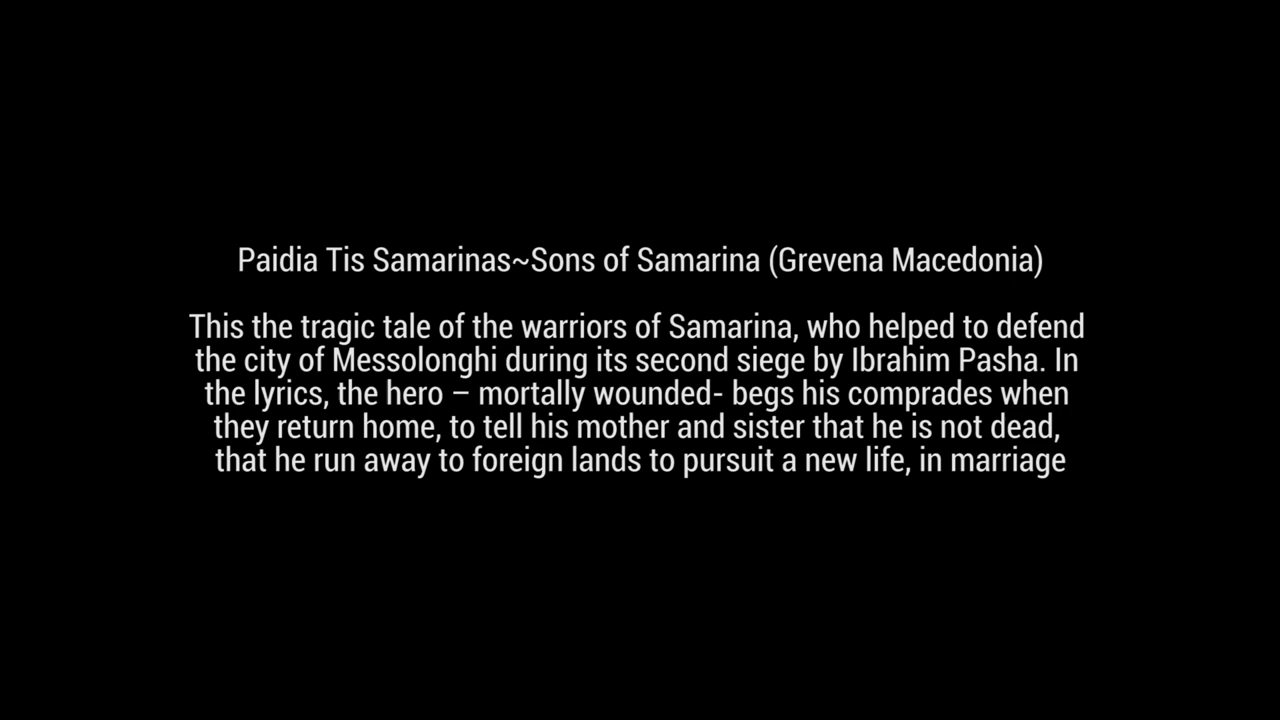 Paidia Tis Samarinas~Sons of Samarina (Grevena Macedonia)
This the tragic tale of the warriors of Samarina, who helped to defend
the city of Messolonghi during its second siege by Ibrahim Pasha. In
the lyrics, the hero – mortally wounded- begs his comprades when
they return home, to tell his mother and sister that he is not dead,
that he run away to foreign lands to pursuit a new life, in marriage